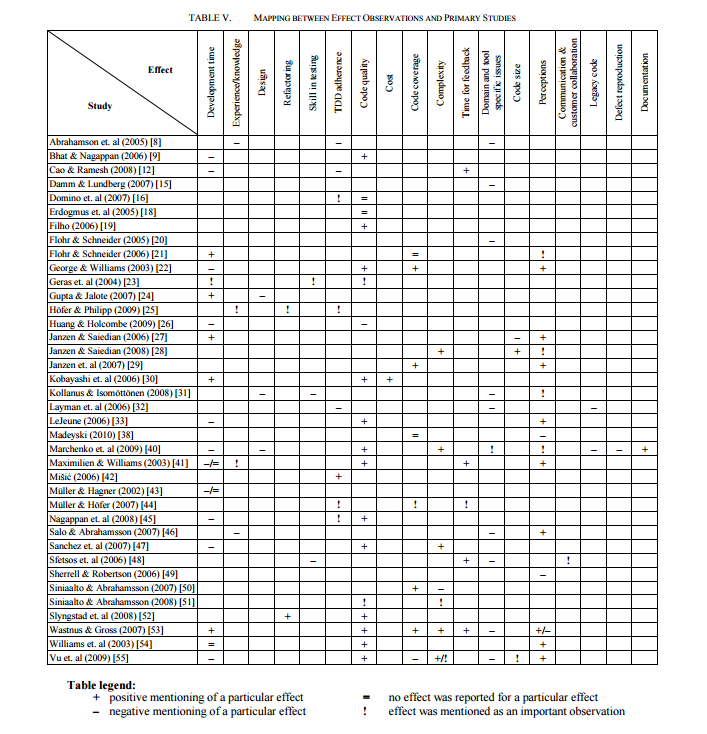 TABLE V. MAPPING BETWEEN EFFECT OBSERVATIONS AND PRIMARY STUDIES
Effect
Study
Development time
Experience/knowledge
Design
Refactoring
Skill in testing
TDD adherence
Code quality
Cost
Code coverage
Complexity
Time for feedback
Domain and tool
specific issues
Code size
Perceptions
Communication &
customer collaboration
Legacy code
Defect reproduction
Documentation
Abrahamson et. al (2005) [8] – – –
Bhat & Nagappan (2006) [9] – +
Cao & Ramesh (2008) [12] – – +
Damm & Lundberg (2007) [15] –
Domino et. al (2007) [16] ! =
Erdogmus et. al (2005) [18] =
Filho (2006) [19] +
Flohr & Schneider (2005) [20] –
Flohr & Schneider (2006) [21] + = !
George & Williams (2003) [22] – + + +
Geras et. al (2004) [23] ! ! !
Gupta & Jalote (2007) [24] + –
Höfer & Philipp (2009) [25] ! ! !
Huang & Holcombe (2009) [26] – –
Janzen & Saiedian (2006) [27] + – +
Janzen & Saiedian (2008) [28] + + !
Janzen et. al (2007) [29] + +
Kobayashi et. al (2006) [30] + + +
Kollanus & Isomöttönen (2008) [31] – – – !
Layman et. al (2006) [32] – – –
LeJeune (2006) [33] – + +
Madeyski (2010) [38] = –
Marchenko et. al (2009) [40] – – + + ! ! – – +
Maximilien & Williams (2003) [41] –/= ! + + +
Mišić (2006) [42] +
Müller & Hagner (2002) [43] –/=
Müller & Höfer (2007) [44] ! ! !
Nagappan et. al (2008) [45] – ! +
Salo & Abrahamsson (2007) [46] – – +
Sanchez et. al (2007) [47] – + +
Sfetsos et. al (2006) [48] – + – !
Sherrell & Robertson (2006) [49] –
Siniaalto & Abrahamsson (2007) [50] + –
Siniaalto & Abrahamsson (2008) [51] ! !
Slyngstad et. al (2008) [52] + +
Wastnus & Gross (2007) [53] + + + + + – +/–
Williams et. al (2003) [54] = + +
Vu et. al (2009) [55] – + – +/! – ! +
Table legend:
+ positive mentioning of a particular effect = no effect was reported for a particular effect
– negative mentioning of a particular effect ! effect was mentioned as an important observation